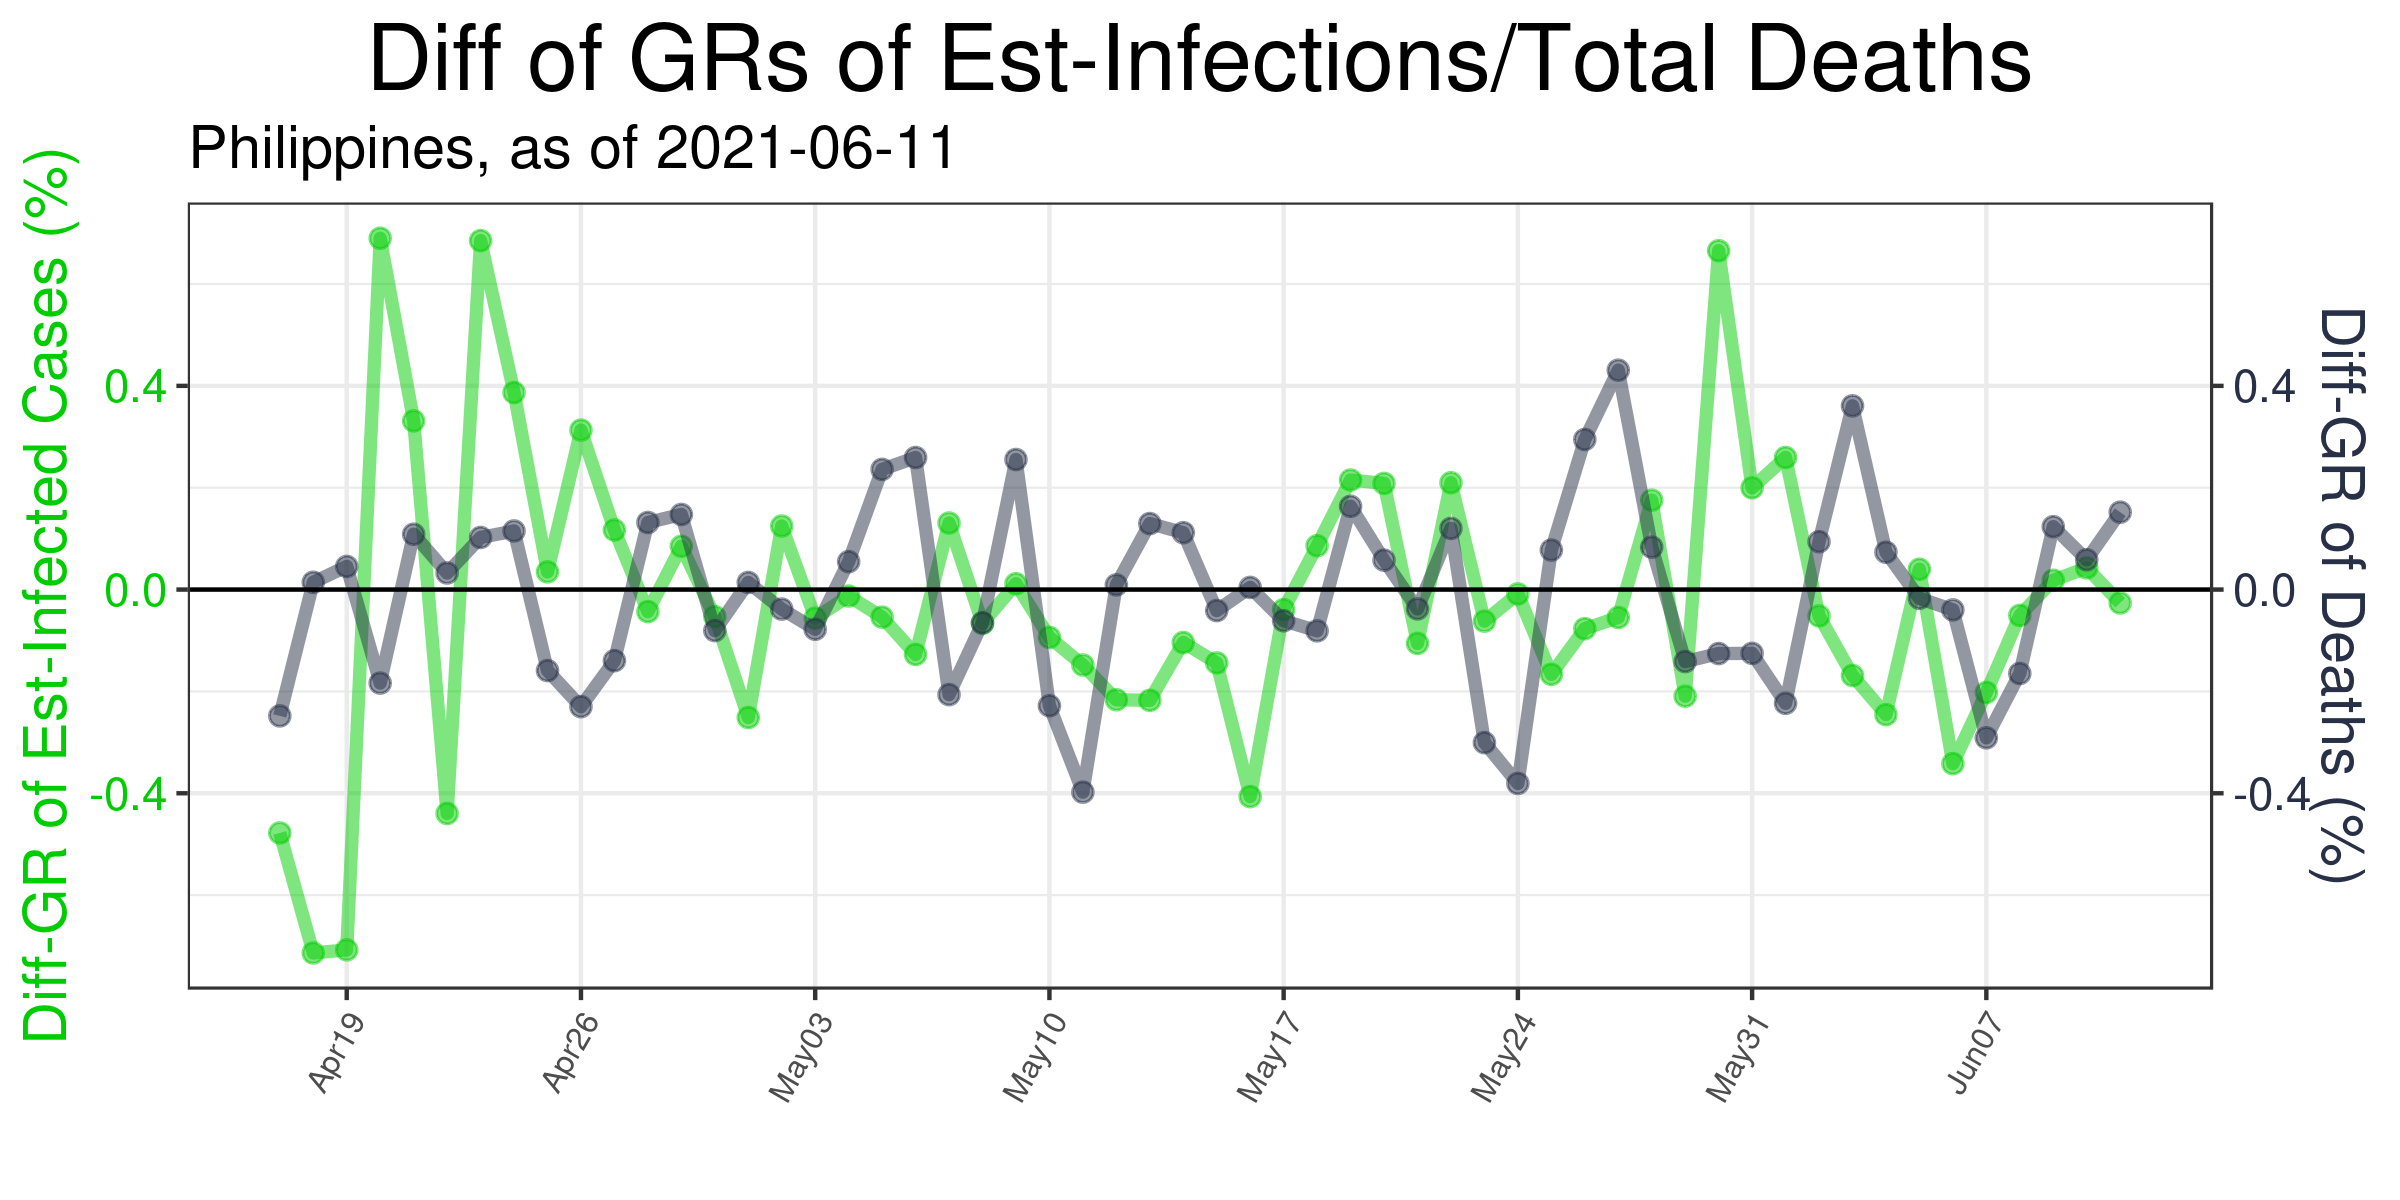 Diff of GRs of Est-Infections/Total Deaths
Philippines, as of 2021-06-11
Diff-GR of Est-Infected Cases (%)
0.4
0.0
-0.4
0.4
0.0
-0.4
Diff-GR of Deaths (%)
Apr19
Apr26
May03
May10
May17
May24
May31
Jun07